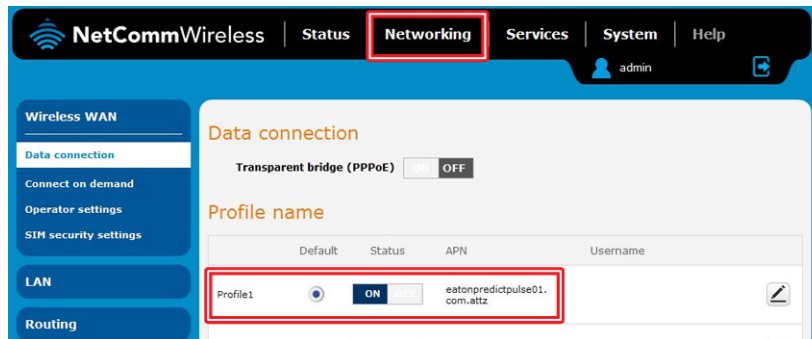 NetCommWireless Status Networking Services System Help
admin
Wireless WAN
Data connection
Connect on demand
Operator settings
SIM security settings
LAN
Routing
Data connection
Transparent bridge (PPPoE) ON OFF
Profile name
Default Status APN Username
Profile1 ON OFF eatonpredictpulse01.
com.attz